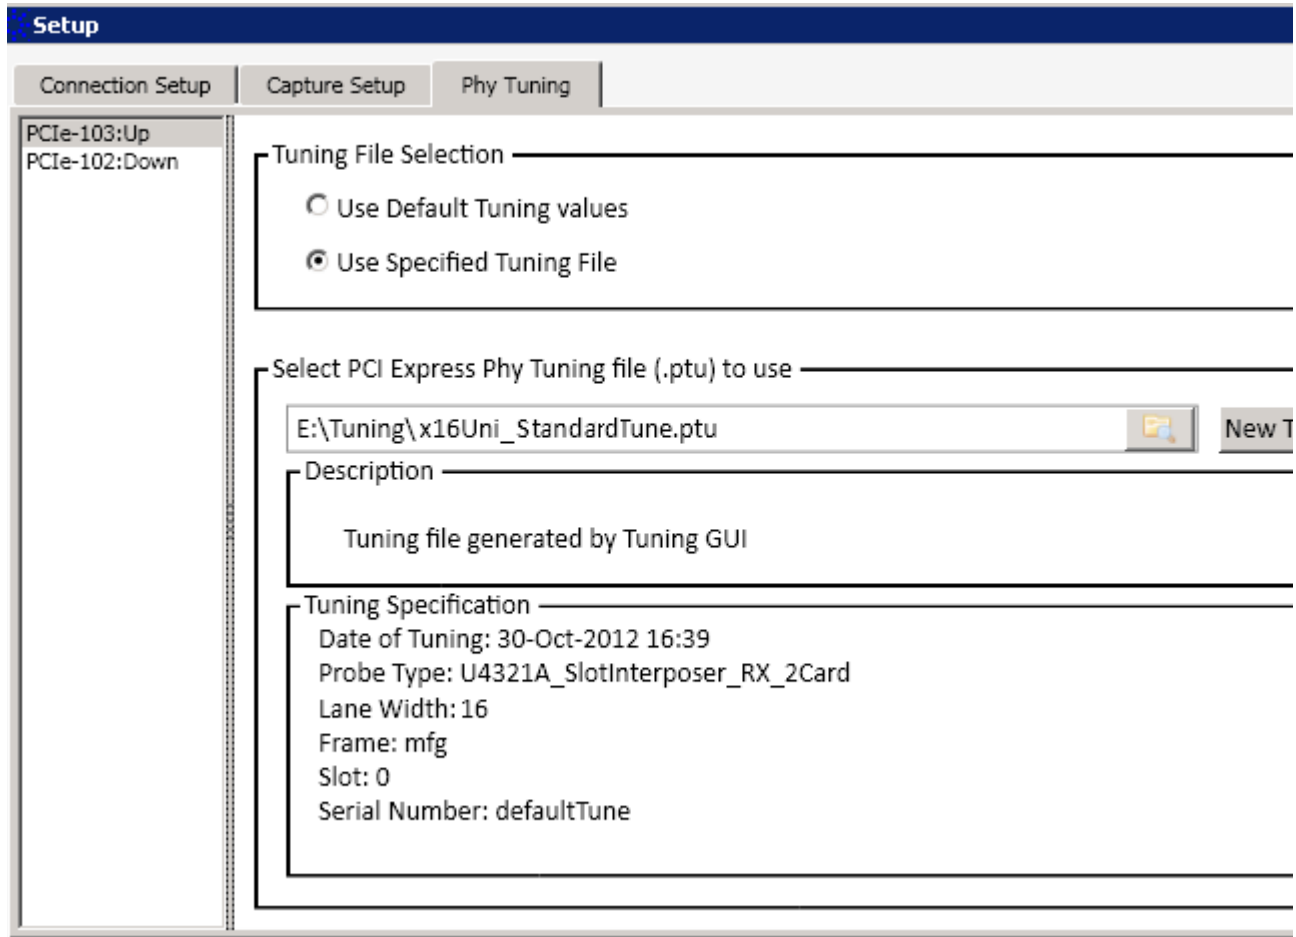 Setup
Connection Setup
Capture Setup
Phy Tuning
PCIe-103:Up
PCIe-102:Down
Tuning File Selection
Use Default Tuning values
Use Specified Tuning File
Select PCI Express Phy Tuning file (.ptu) to use
E:\Tuning\x16Uni_StandardTune.ptu
New T
Description
Tuning file generated by Tuning GUI
Tuning Specification
Date of Tuning: 30-Oct-2012 16:39
Probe Type: U4321A_SlotInterposer_RX_2Card
Lane Width: 16
Frame: mfg
Slot: 0
Serial Number: defaultTune